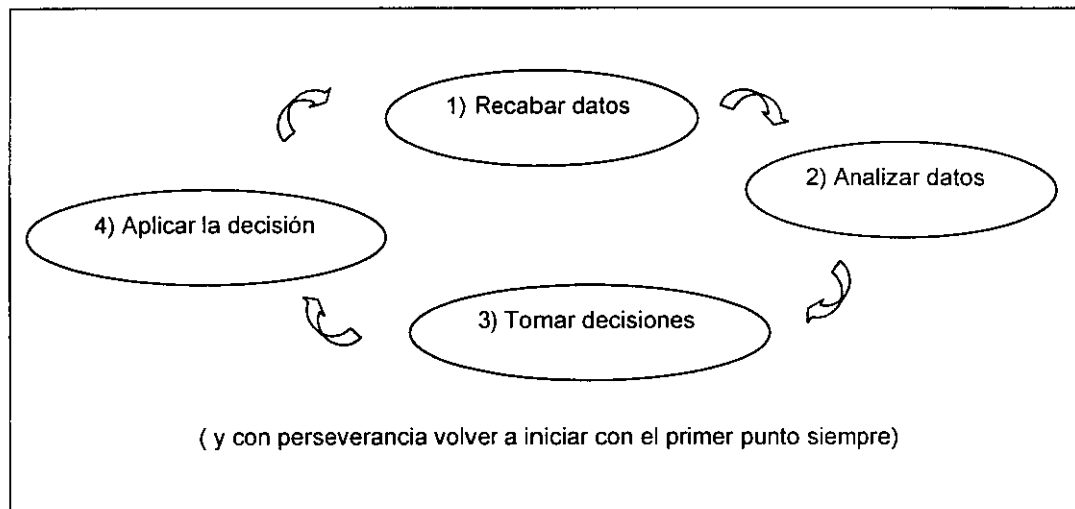 1) Recabar datos
2) Analizar datos
3) Tomar decisiones
4) Aplicar la decisión
( y con perseverancia volver a iniciar con el primer punto siempre)